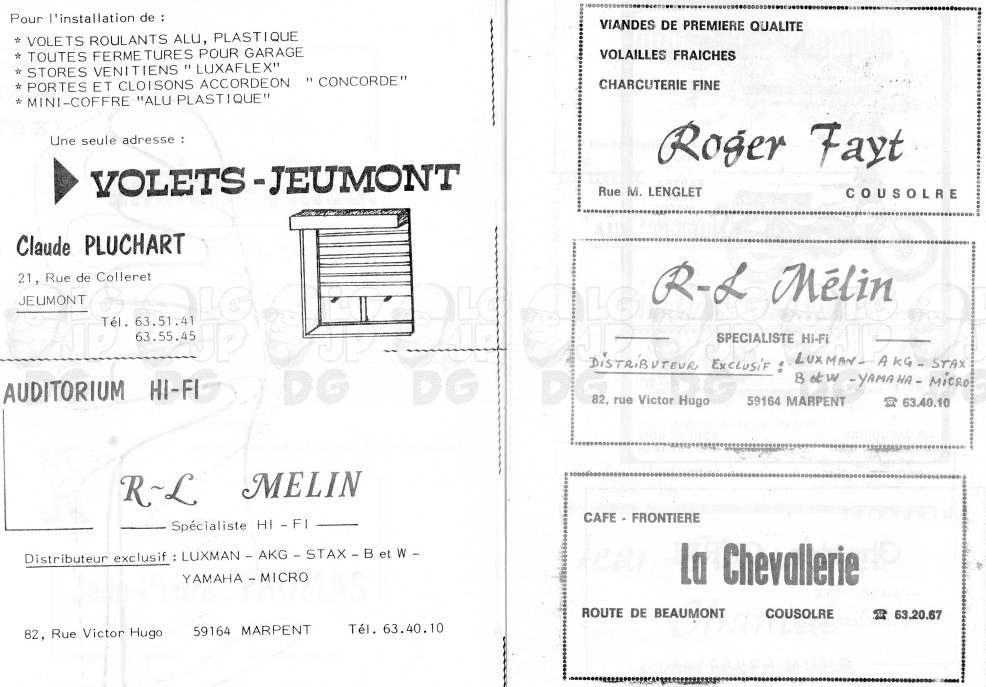 Pour l'installation de :
* VOLETS ROULANTS ALU, PLASTIQUE
* TOUTES FERMETURES POUR GARAGE
* STORES VENITIENS " LUXAFLEX"
* PORTES ET CLOISONS ACCORDEON " CONCORDE"
* MINI-COFFRE "ALU PLASTIQUE"
Une seule adresse :
VOLETS-JEUMONT
Claude PLUCHART
21, Rue de Colleret
JEUMONT
Tél. 63.51.41
63.55.45
AUDITORIUM HI-FI
R~L MELIN
Spécialiste HI - FI
Distributeur exclusif : LUXMAN - AKG - STAX - B et W -
YAMAHA - MICRO
82, Rue Victor Hugo 59164 MARPENT Tél. 63.40.10
VIANDES DE PREMIERE QUALITE
VOLAILLES FRAICHES
CHARCUTERIE FINE
Roger Fayt
Rue M. LENGLET COUSOLRE
R-L Mélin
SPECIALISTE HI-FI
DISTRIBUTEUR EXCLUSIF : LUXMAN - AKG - STAX
B et W - YAMAHA - MICRO
82, rue Victor Hugo 59164 MARPENT ☎ 63.40.10
CAFE - FRONTIERE
La Chevallerie
ROUTE DE BEAUMONT COUSOLRE ☎ 63.20.67
LG JP DG